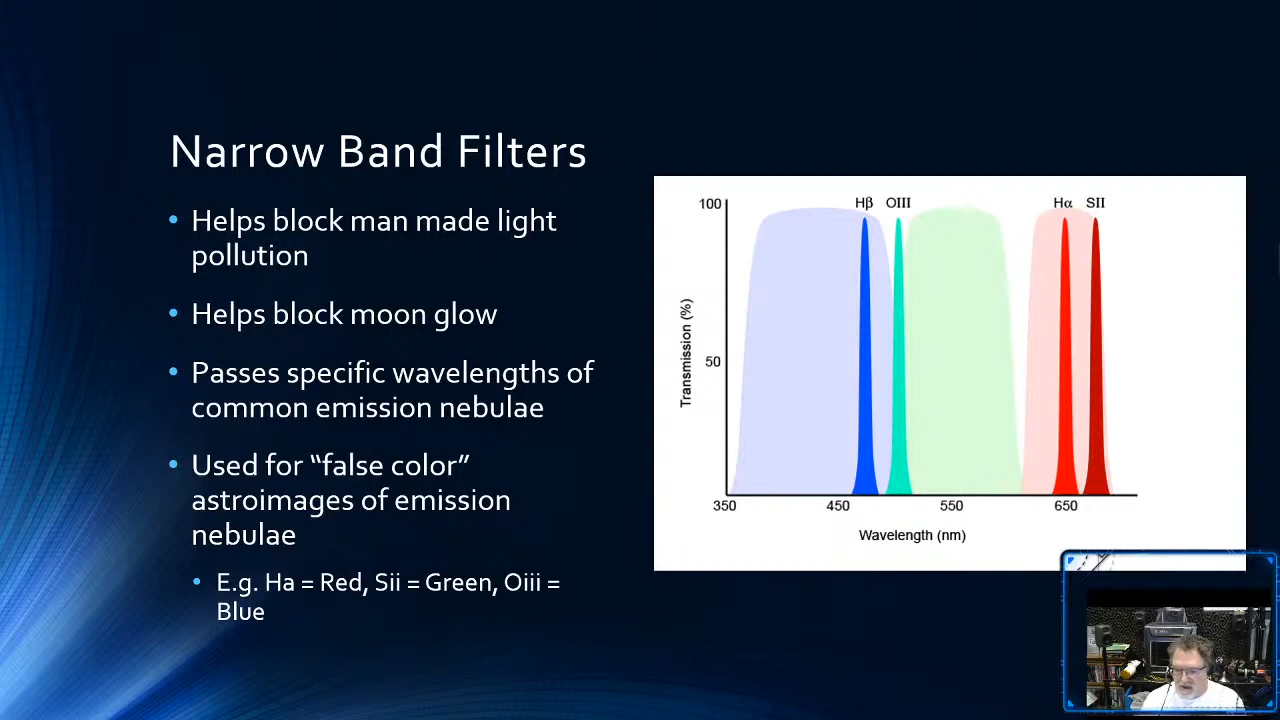 Narrow Band Filters
• Helps block man made light
pollution
• Helps block moon glow
• Passes specific wavelengths of
common emission nebulae
• Used for “false color”
astroimages of emission
nebulae
• E.g. Ha = Red, Sii = Green, Oiii =
Blue
Hβ OIII Hα SII
100
50
Transmission (%)
350 450 550 650
Wavelength (nm)